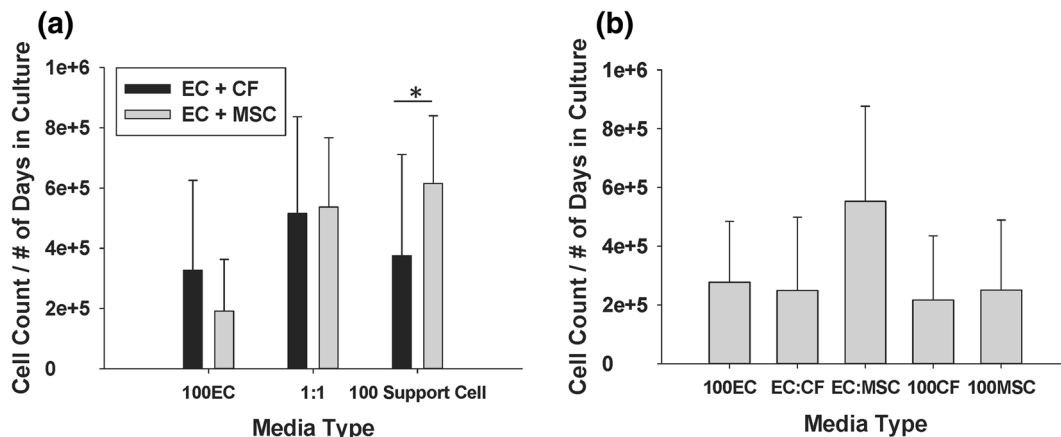 (a)
Cell Count / # of Days in Culture
1e+6
8e+5
6e+5
4e+5
2e+5
0
EC + CF
EC + MSC
*
100EC 1:1 100 Support Cell
Media Type
(b)
Cell Count / # of Days in Culture
1e+6
8e+5
6e+5
4e+5
2e+5
0
100EC EC:CF EC:MSC 100CF 100MSC
Media Type